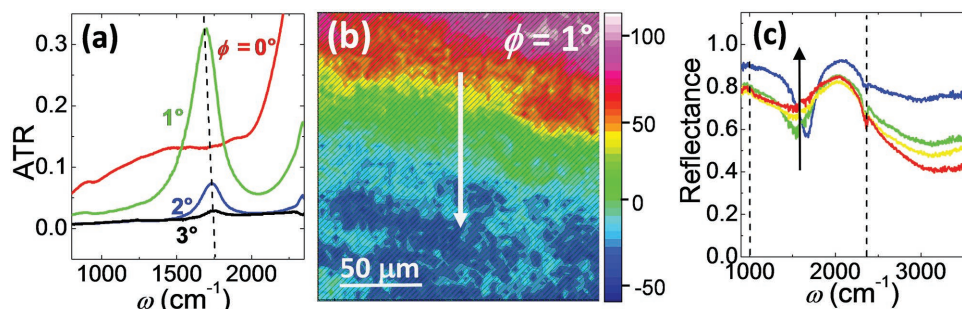 (a)
ϕ = 0°
1°
2°
3°
0.3
0.2
0.1
0.0
ATR
1000
1500
2000
ω (cm⁻¹)
(b)
ϕ = 1°
50 μm
100
50
0
-50
(c)
1.0
0.8
0.6
0.4
0.2
0.0
Reflectance
1000
2000
3000
ω (cm⁻¹)